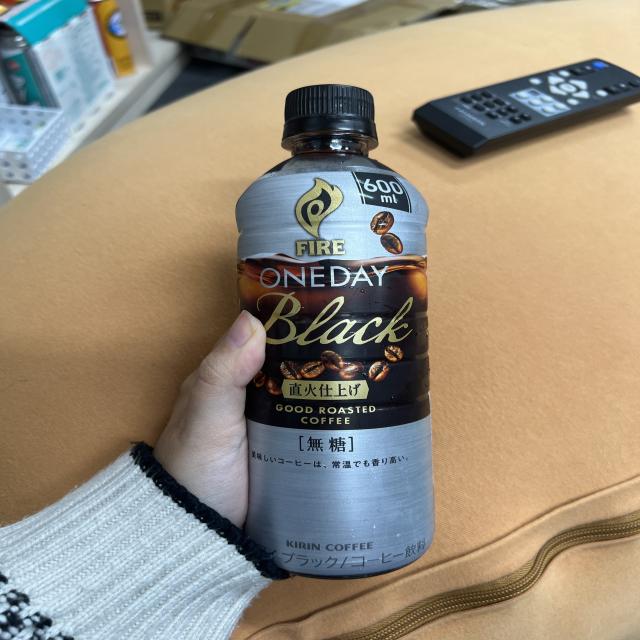 600
ml
FIRE
ONEDAY
Black
直火仕上げ
GOOD ROASTED
COFFEE
[無糖]
美味しいコーヒーは、常温でも香り高い。
KIRIN COFFEE
ブラック/コーヒー飲料